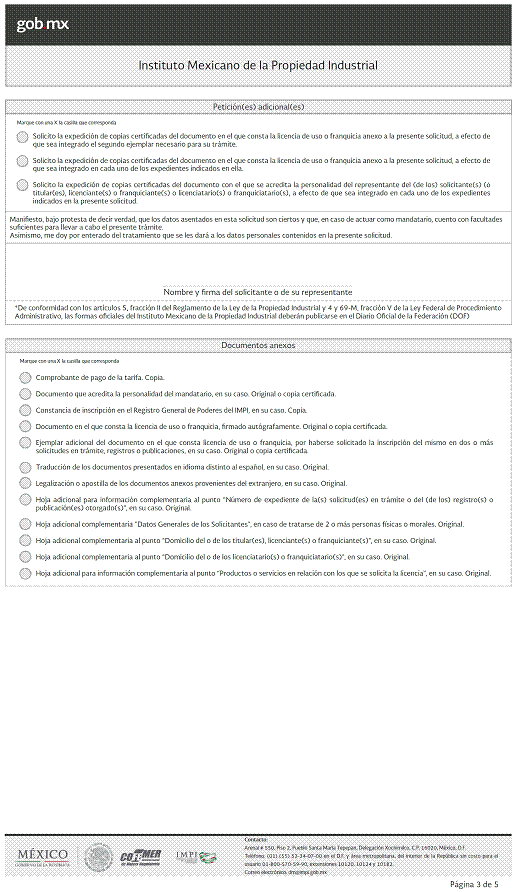 gob mx
Instituto Mexicano de la Propiedad Industrial
Petición(es) adicional(es)
Marque con una X la casilla que corresponda
Solicito la expedición de copias certificadas del documento en el que consta la licencia de uso o franquicia anexo a la presente solicitud, a efecto de
que sea integrado el segundo ejemplar necesario para su trámite.
Solicito la expedición de copias certificadas del documento en el que consta la licencia de uso o franquicia anexo a la presente solicitud, a efecto de
que sea integrado en cada uno de los expedientes indicados en ella.
Solicito la expedición de copias certificadas del documento con el que se acredita la personalidad del representante del (de los) solicitante(s) (ó
titular(es), licenciante(s) o franquiciante(s) o licenciatario(s) o franquiciatario(s), a efecto de que sea integrado en cada uno de los expedientes
indicados en la presente solicitud.
Manifiesto, bajo protesta de decir verdad, que los datos asentados en esta solicitud son ciertos y que, en caso de actuar como mandatario, cuento con facultades
suficientes para llevar a cabo el presente trámite.
Asimismo, me doy por enterado del tratamiento que se les dará a los datos personales contenidos en la presente solicitud.
Nombre y firma del solicitante o de su representante
"De conformidad con los artículos 5, fracción II del Reglamento de la Ley de la Propiedad Industrial y 4 y 69-M, fracción V de la Ley Federal de Procedimiento
Administrativo, las formas oficiales del Instituto Mexicano de la Propiedad Industrial deberán publicarse en el Diario Oficial de la Federación (DOF)
Documentos anexos
Marque con una X la casilla que corresponda
Comprobante de pago de la tarifa. Copia.
Documento que acredita la personalidad del mandatario, en su caso. Original o copia certificada.
Constancia de inscripción en el Registro General de Poderes del IMPI, en su caso. Copia.
Documento en el que consta la licencia de uso o franquicia, firmado autógrafamente. Original o copia certificada.
Ejemplar adicional del documento en el que consta licencia de uso o franquicia, por haberse solicitado la inscripción del mismo en dos o más
solicitudes en trámite, registros o publicaciones, en su caso. Original o copia certificada.
Traducción de los documentos presentados en idioma distinto al español, en su caso. Original.
Legalización o apostilla de los documentos anexos provenientes del extranjero, en su caso. Original.
Hoja adicional para información complementaria al punto "Número de expediente de la(s) solicitud(es) en trámite o del (de los) registro(s) o
publicación(es) otorgado(s)", en su caso. Original.
Hoja adicional complementaria "Datos Generales de los Solicitantes", en caso de tratarse de 2 o más personas físicas o morales. Original.
Hoja adicional complementaria al punto "Domicilio del o de los titular(es), licenciante(s) o franquiciante(s)", en su caso. Original.
Hoja adicional complementaria al punto "Domicilio del o de los licenciatario(s) o franquiciatario(s)", en su caso. Original.
Hoja adicional para información complementaria al punto "Productos o servicios en relación con los que se solicita la licencia", en su caso. Original.
Contacto:
Arenal # 550, Piso 2, Pueblo Santa María Tepepan, Delegación Xochimilco, C.P. 16020, México, D.F.
Teléfono: (01) (55) 53-34-07-00 en el D.F. y área metropolitana, del interior de la República sin costo para el
usuario 01-800-570-59-90, extensiones 10120, 10124 y 10182.
Correo electrónico: dm@impi.gob.mx
MÉXICO
GOBIERNO DE LA REPÚBLICA
COFEMER
IMPI
Página 3 de 5